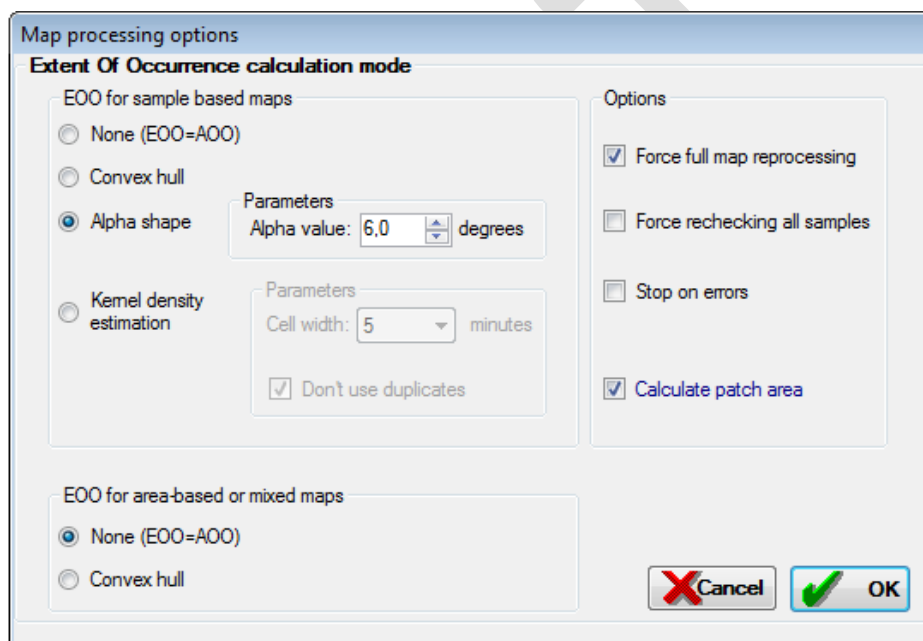 Map processing options
Extent Of Occurrence calculation mode
EOO for sample based maps
None (EOO=AOO)
Convex hull
Alpha shape
Parameters
Alpha value: 6,0 degrees
Kernel density
estimation
Parameters
Cell width: 5 minutes
Don't use duplicates
Options
Force full map reprocessing
Force rechecking all samples
Stop on errors
Calculate patch area
EOO for area-based or mixed maps
None (EOO=AOO)
Convex hull
Cancel
OK